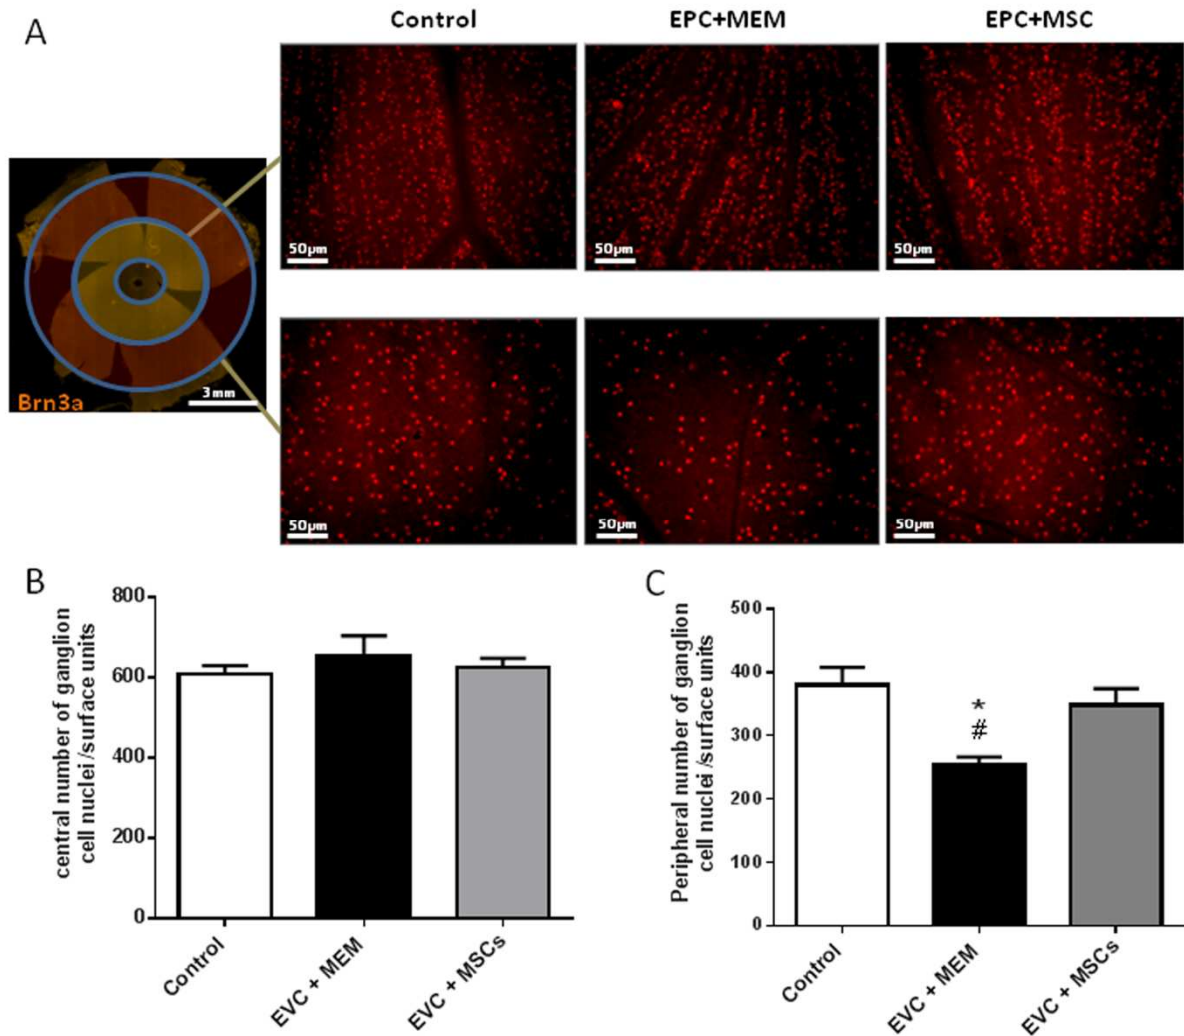 A
Control
EPC+MEM
EPC+MSC
50µm
50µm
50µm
3mm
Brn3a
50µm
50µm
50µm
B
central number of ganglion
cell nuclei /surface units
800
600
400
200
0
Control
EVC + MEM
EVC + MSCs
C
Peripheral number of ganglion
cell nuclei /surface units
500
400
300
200
100
0
*
#
Control
EVC + MEM
EVC + MSCs